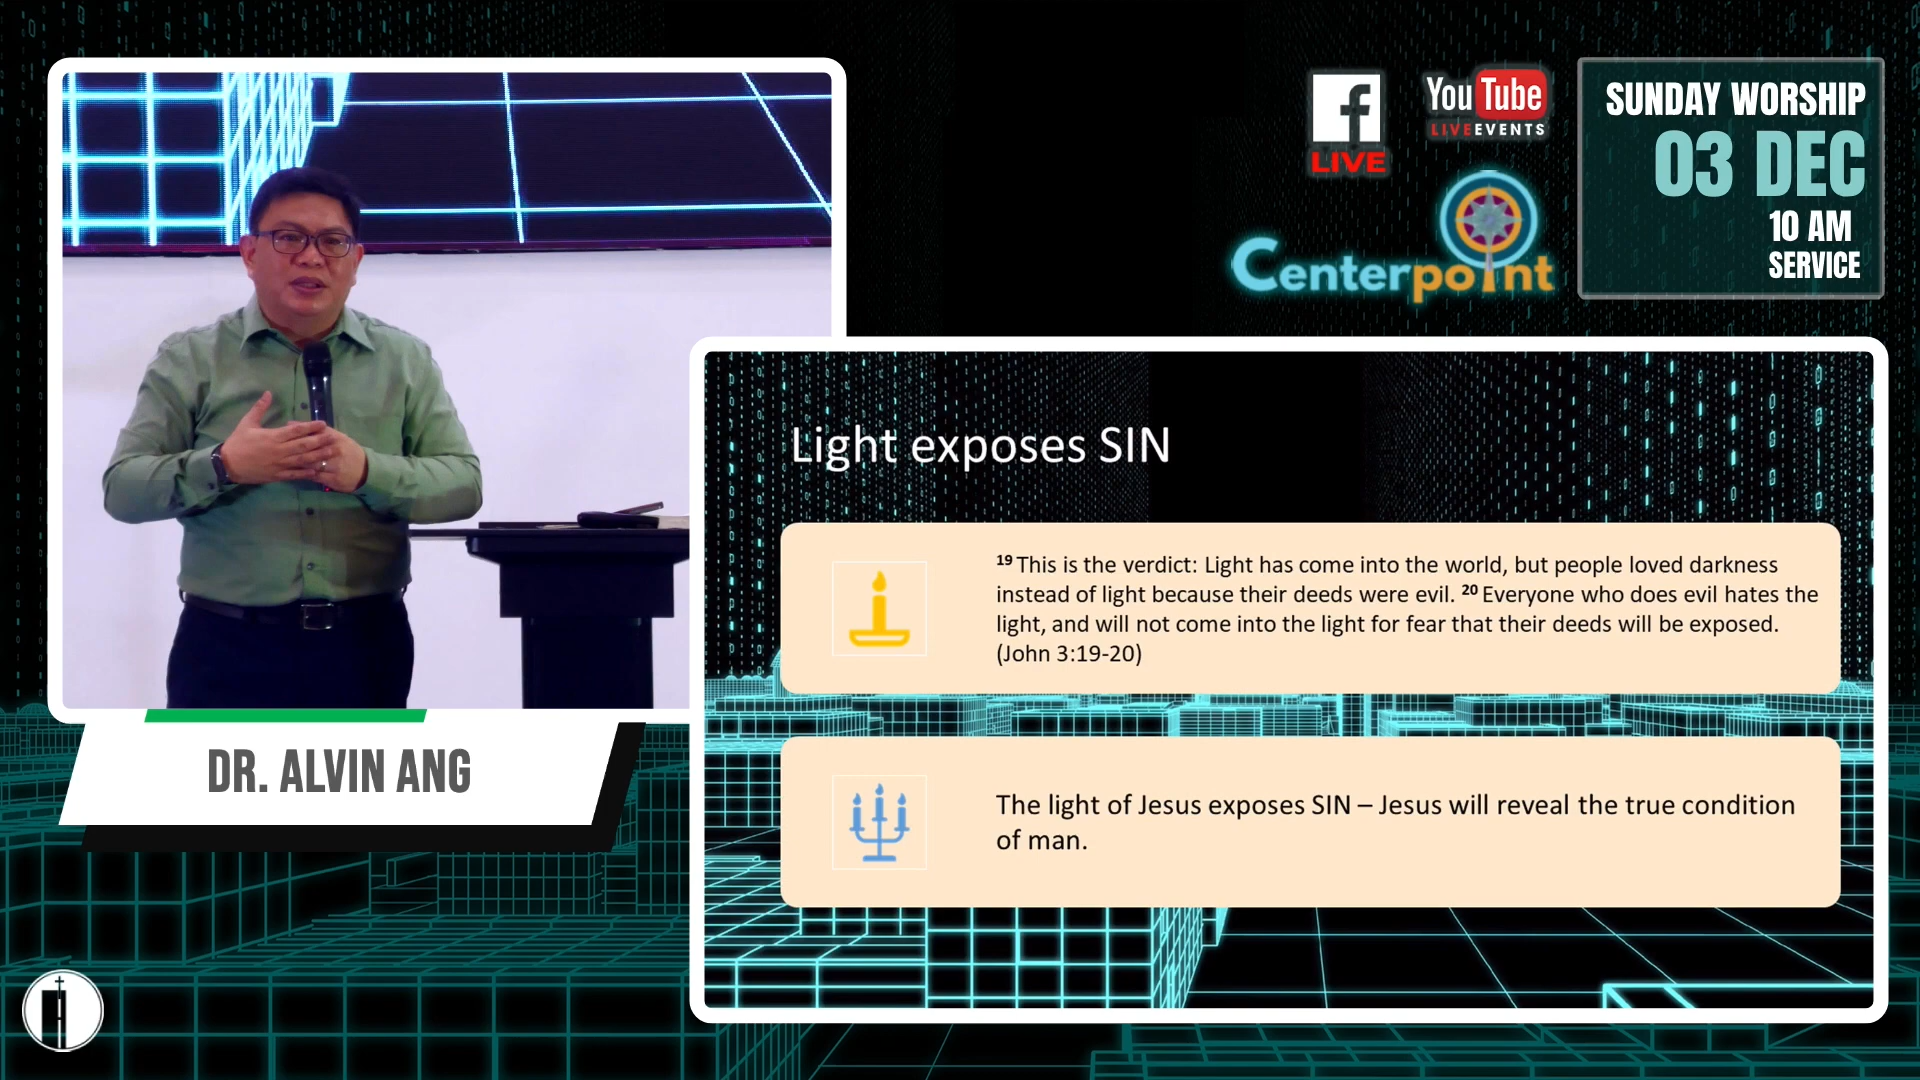 f
LIVE
YouTube
LIVEEVENTS
Centerpoint
SUNDAY WORSHIP
03 DEC
10 AM
SERVICE
Light exposes SIN
19 This is the verdict: Light has come into the world, but people loved darkness
instead of light because their deeds were evil. 20 Everyone who does evil hates the
light, and will not come into the light for fear that their deeds will be exposed.
(John 3:19-20)
The light of Jesus exposes SIN – Jesus will reveal the true condition
of man.
DR. ALVIN ANG